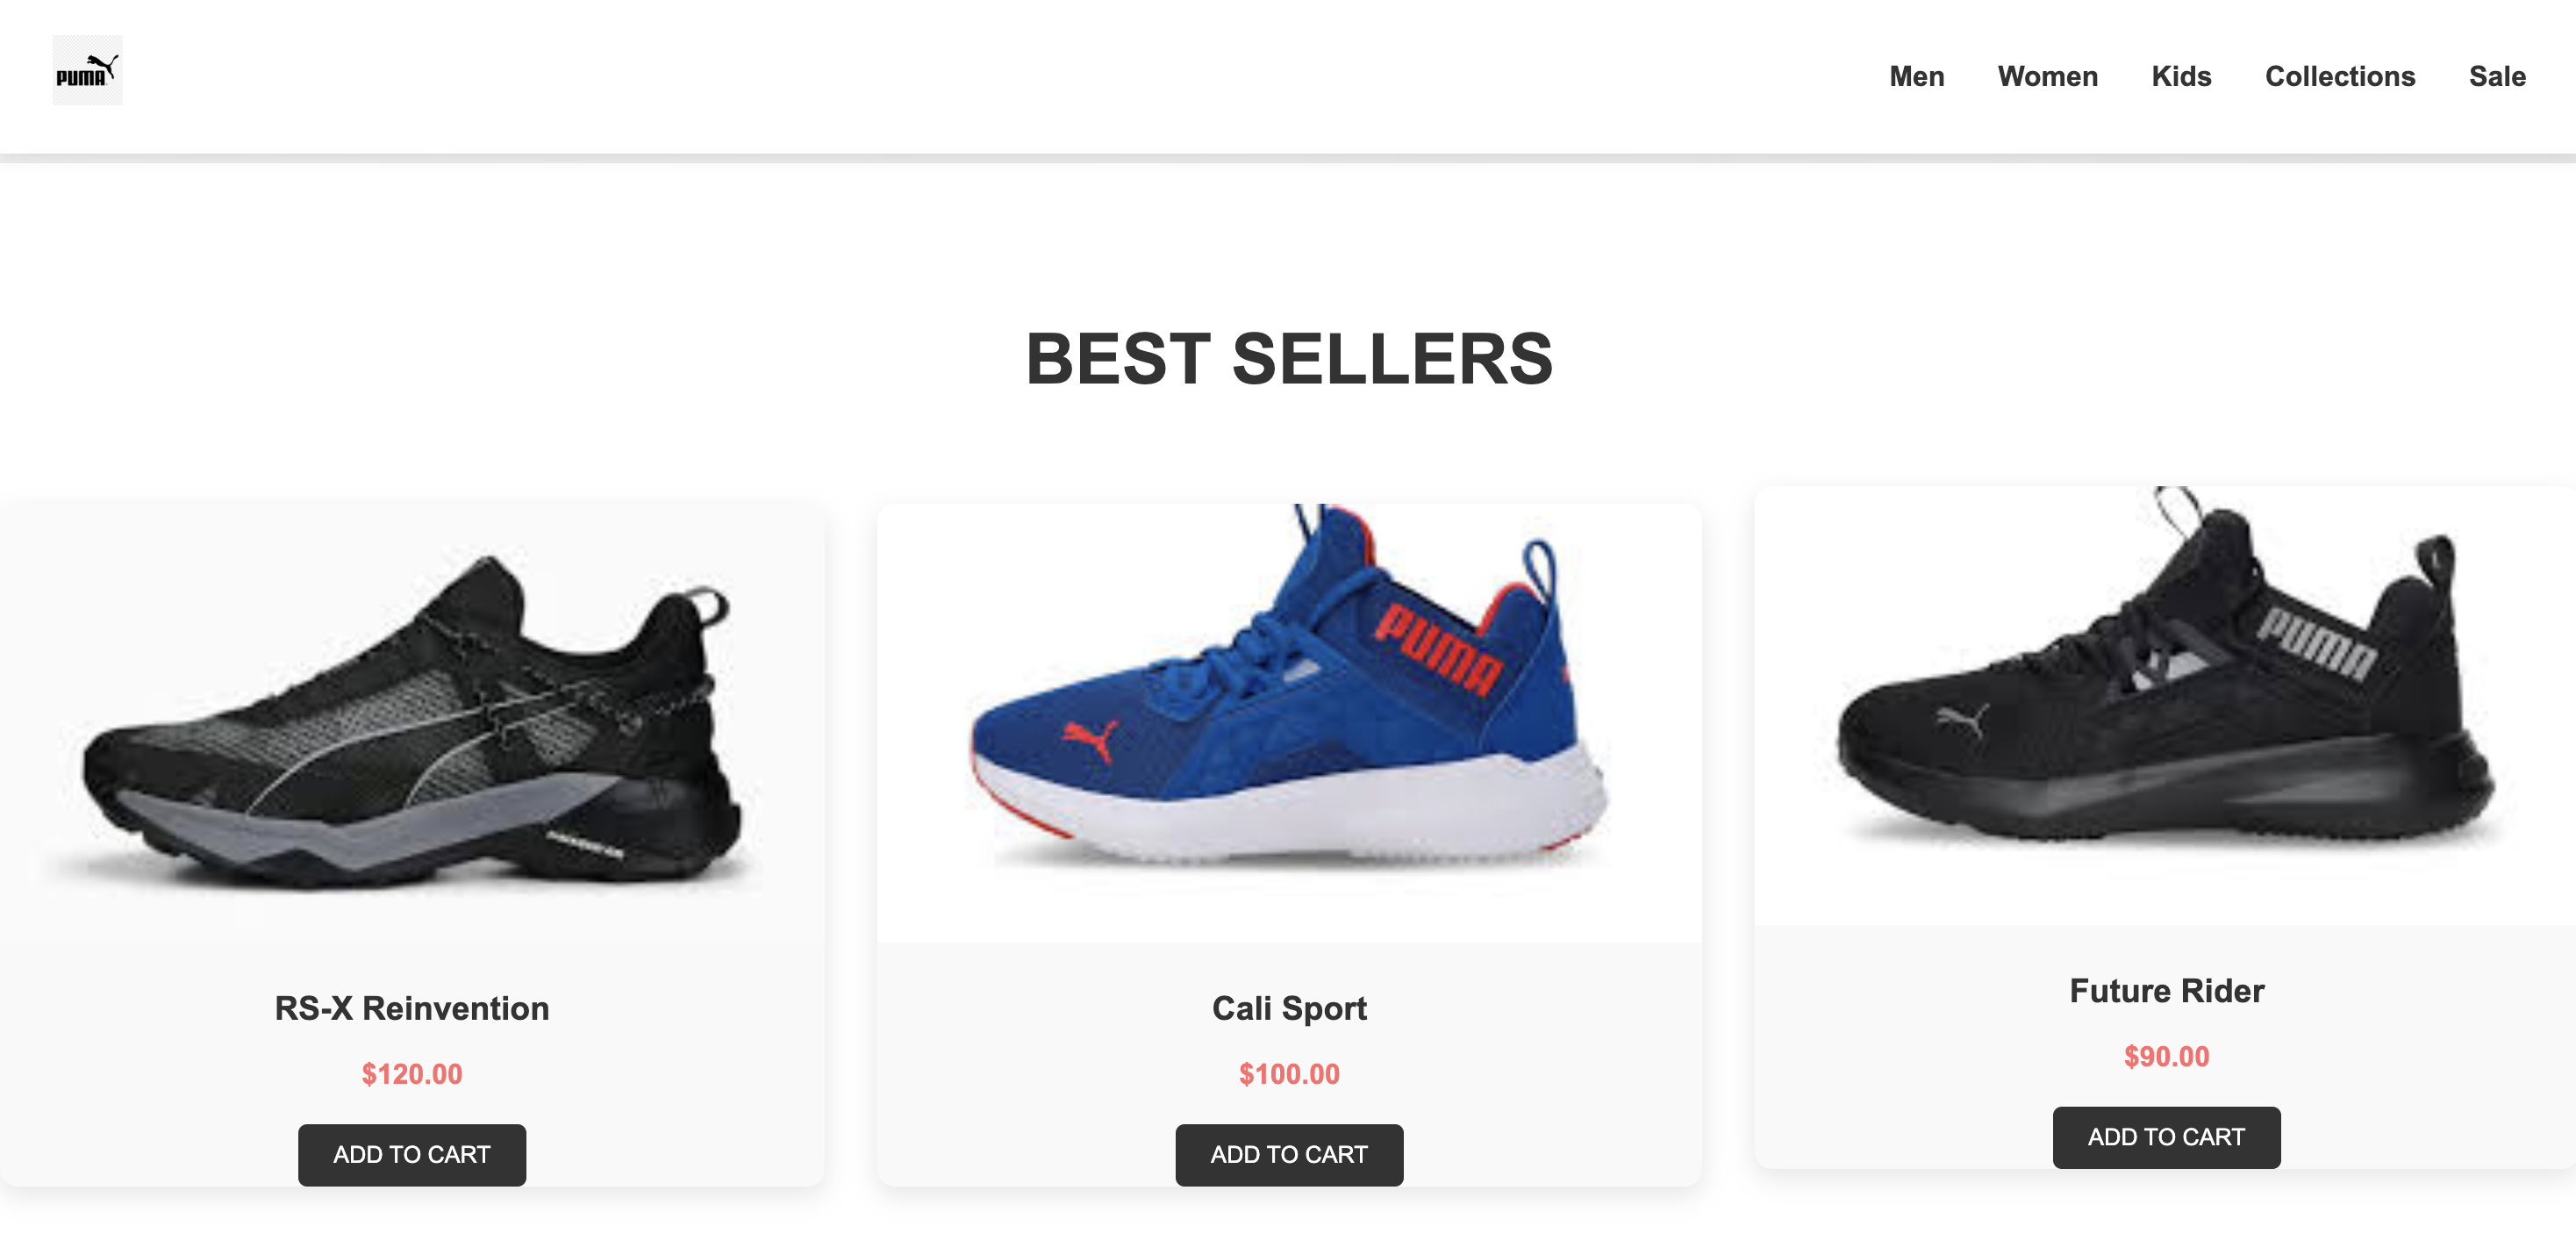 PUMA
Men Women Kids Collections Sale
BEST SELLERS
PUMA
PUMA
RS-X Reinvention
$120.00
ADD TO CART
Cali Sport
$100.00
ADD TO CART
Future Rider
$90.00
ADD TO CART